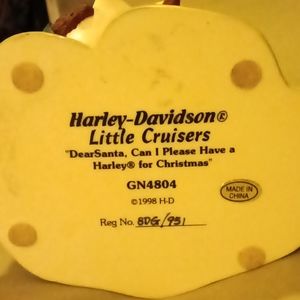 Harley-Davidson®
Little Cruisers
"DearSanta, Can I Please Have a
Harley® for Christmas"
GN4804
MADE IN
CHINA
©1998 H-D
Reg No. 8DG/951